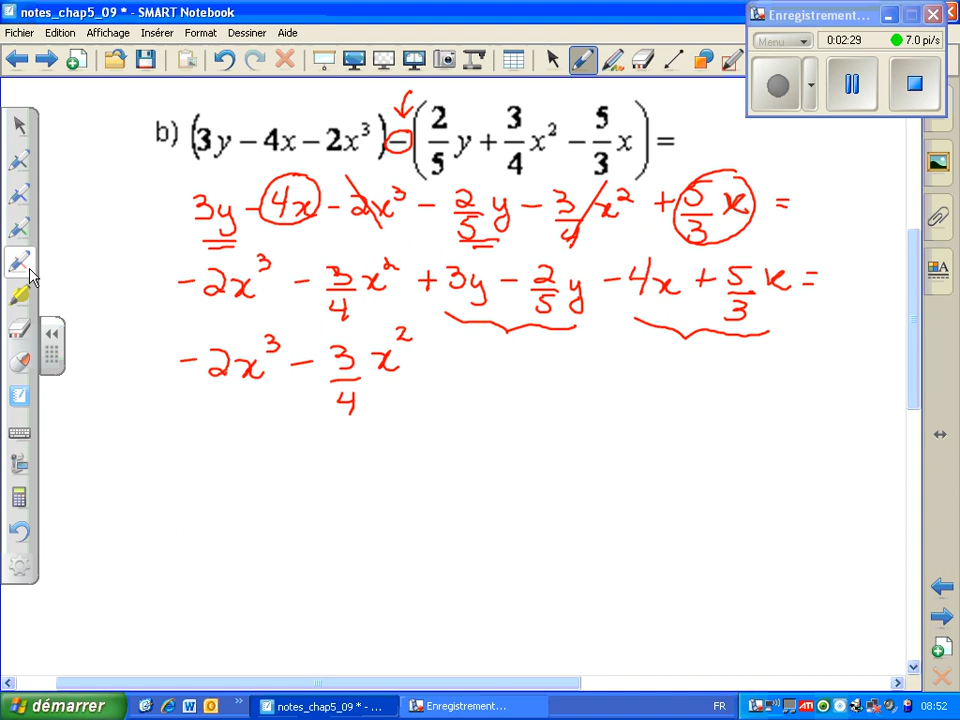 notes_chap5_09 * - SMART Notebook
Enregistrement...
Fichier Edition Affichage Insérer Format Dessiner Aide
Menu 0:02:29 7.0 pi/s
b) (3y − 4x − 2x³) − (2/5 y + 3/4 x² − 5/3 x) =
3y − 4x − 2x³ − 2/5 y − 3/4 x² + 5/3 x =
− 2x³ − 3/4 x² + 3y − 2/5 y − 4x + 5/3 x =
− 2x³ − 3/4 x²
démarrer » notes_chap5_09 * - ... Enregistrement... FR 08:52